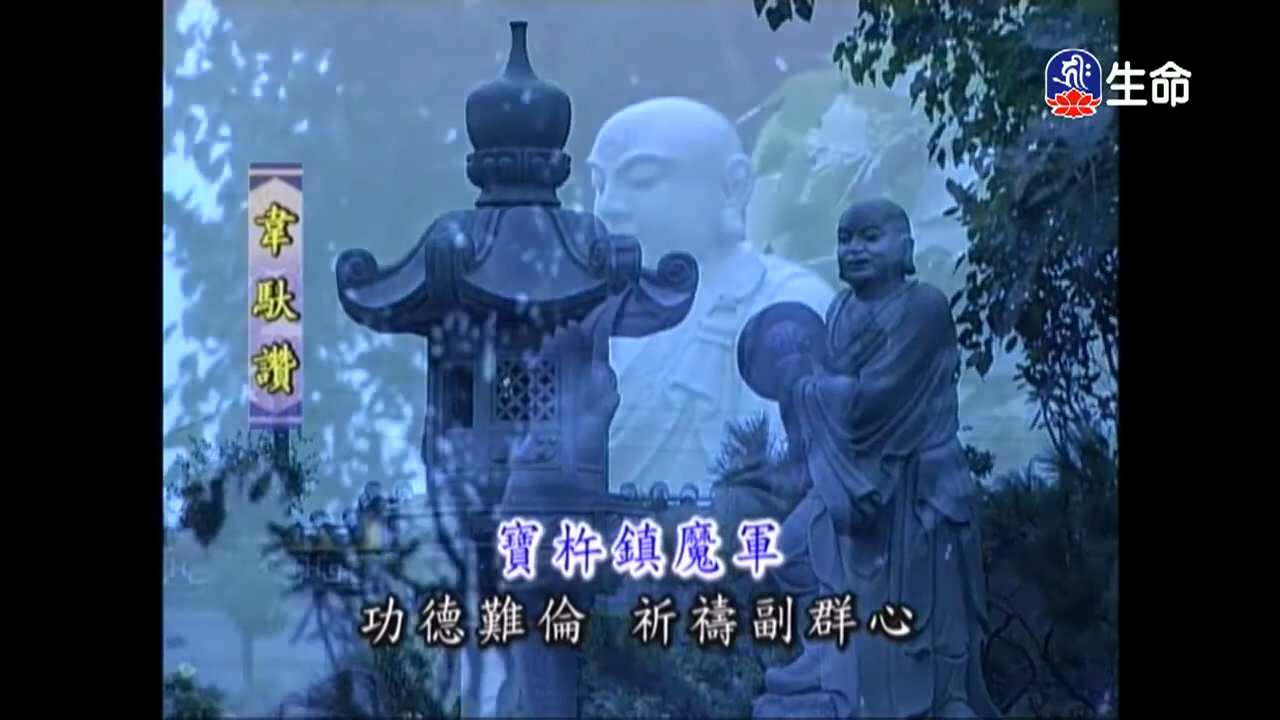 生命
韋馱讚
寶杵鎮魔軍
功德難倫 祈禱副群心